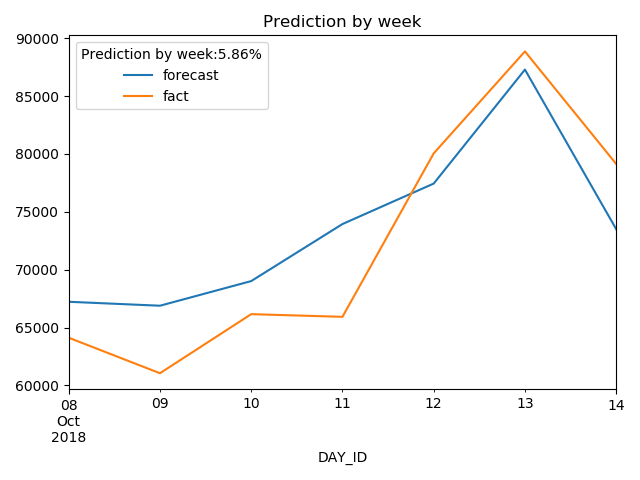 Prediction by week
Prediction by week:5.86%
forecast
fact
90000
85000
80000
75000
70000
65000
60000
08 09 10 11 12 13 14
Oct
2018
DAY_ID